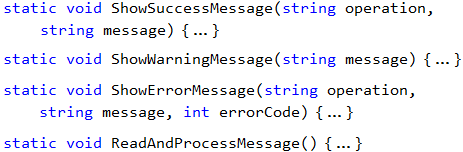 static void ShowSuccessMessage(string operation,
string message) {...}
static void ShowWarningMessage(string message) {...}
static void ShowErrorMessage(string operation,
string message, int errorCode) {...}
static void ReadAndProcessMessage() {...}